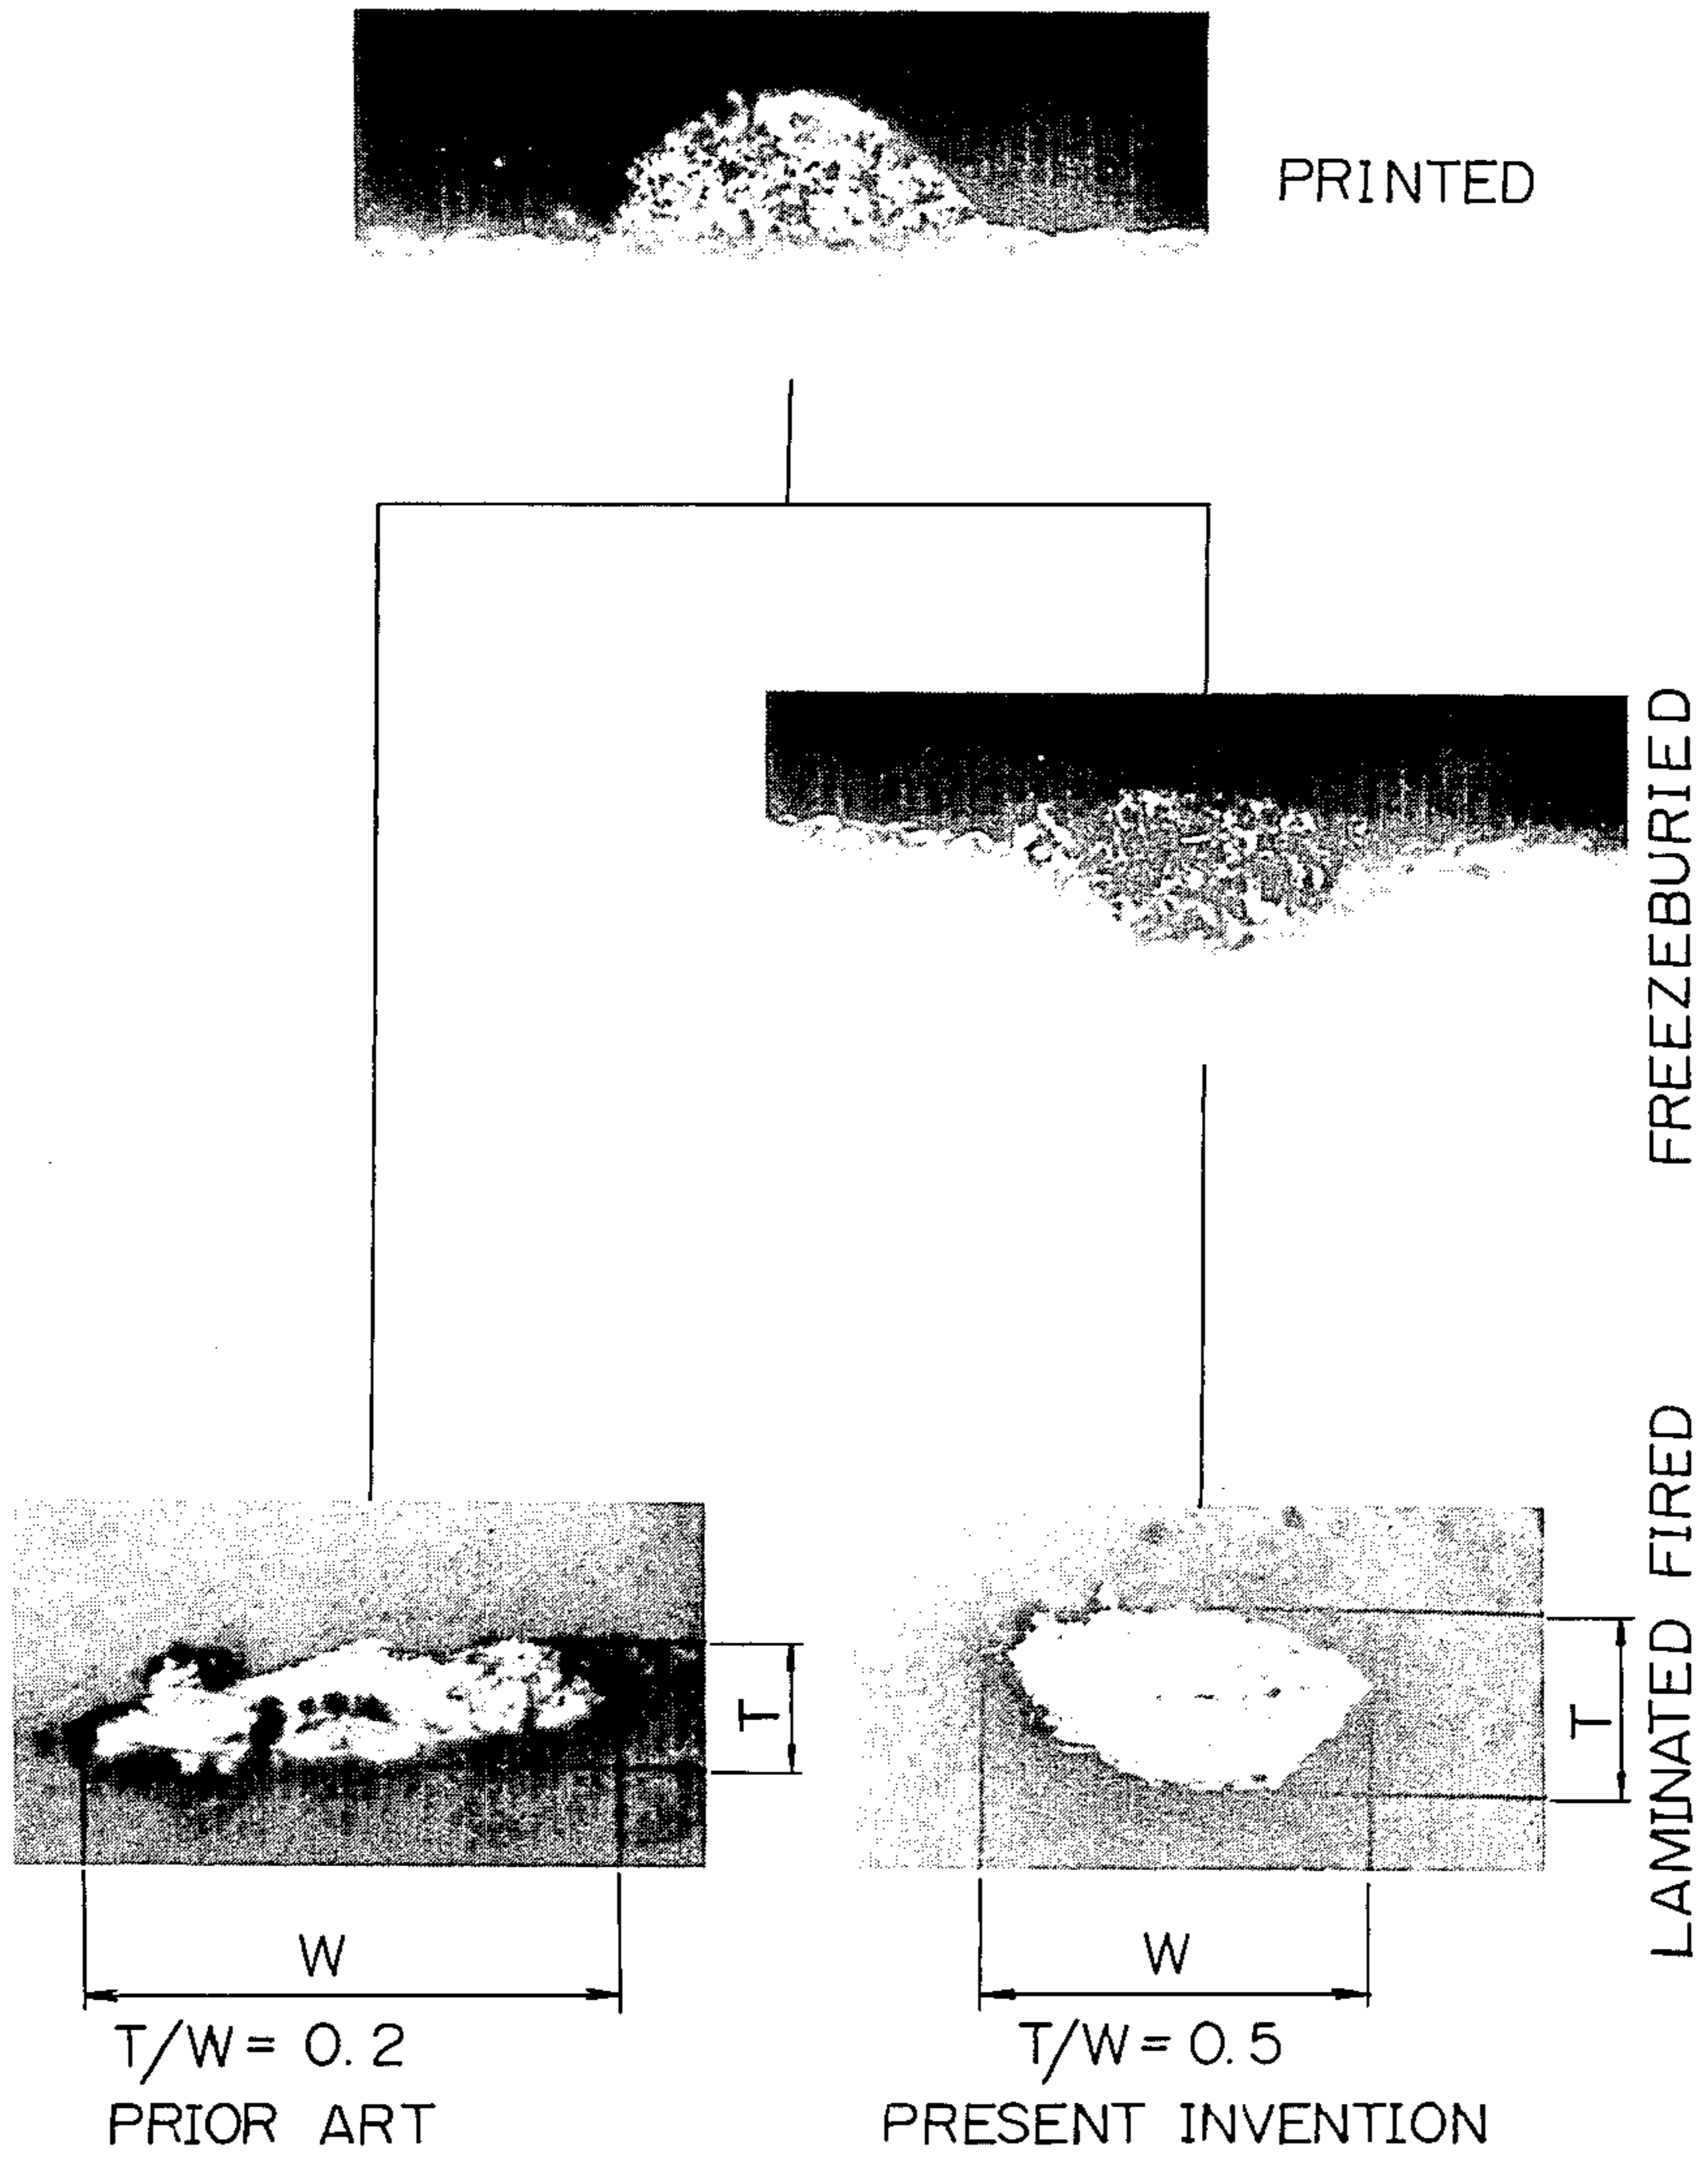 PRINTED
FREEZEBURIED
LAMINATED FIRED
T
T
W
W
T/W = 0.2
T/W = 0.5
PRIOR ART
PRESENT INVENTION